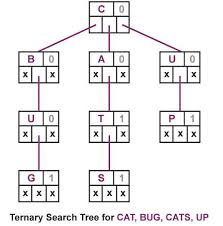 C 0
B 0 A 0 U 0
x x x x x x
U 0 T 1 P 1
x x x x x x x
G 1 S 1
x x x x x x
Ternary Search Tree for CAT, BUG, CATS, UP